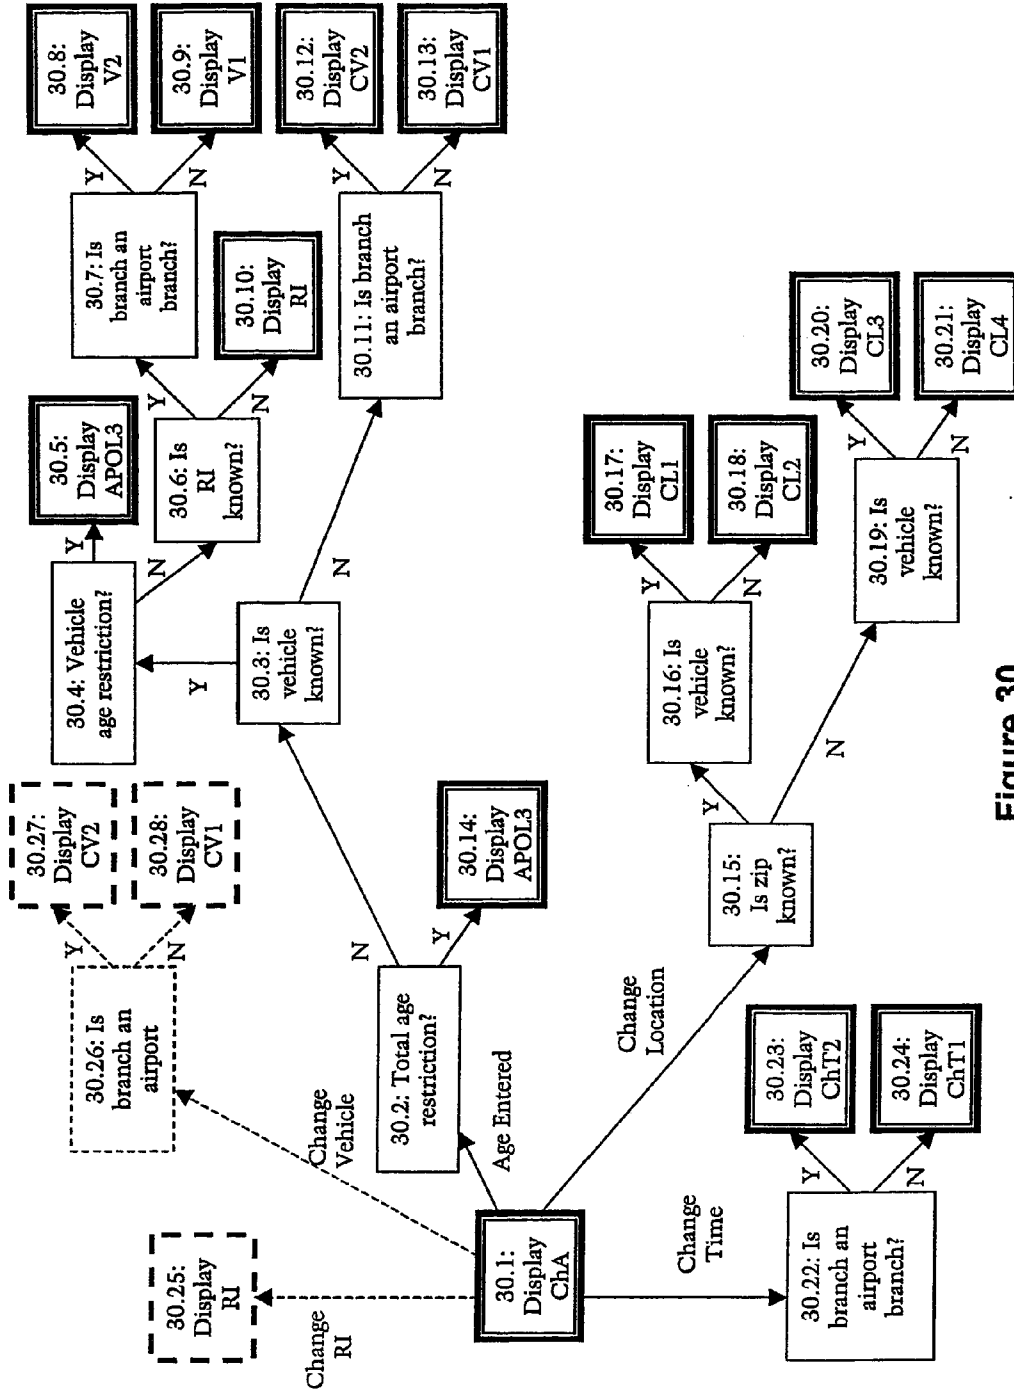 30.8:
Display
V2
30.9:
Display
V1
30.12:
Display
CV2
30.13:
Display
CV1
Y
N
Y
N
30.7: Is
branch an
airport
branch?
30.10:
Display
RI
30.11: Is branch
an airport
branch?
Y
N
30.5:
Display
APOL3
30.6: Is
RI
known?
Y
N
30.4: Vehicle
age restriction?
Y
30.3: Is
vehicle
known?
N
30.20:
Display
CL3
30.21:
Display
CL4
Y
N
30.17:
Display
CL1
30.18:
Display
CL2
30.19: Is
vehicle
known?
Y
N
30.16: Is
vehicle
known?
Y
N
30.15:
Is zip
known?
30.27:
Display
CV2
30.28:
Display
CV1
Y
N
30.26: Is
branch an
airport
30.14:
Display
APOL3
N
Y
30.2: Total age
restriction?
Change
Vehicle
Age Entered
Change
Location
30.23:
Display
ChT2
30.24:
Display
ChT1
Y
N
30.22: Is
branch an
airport
branch?
Change
Time
30.1:
Display
ChA
30.25:
Display
RI
Change
RI
Figure 30